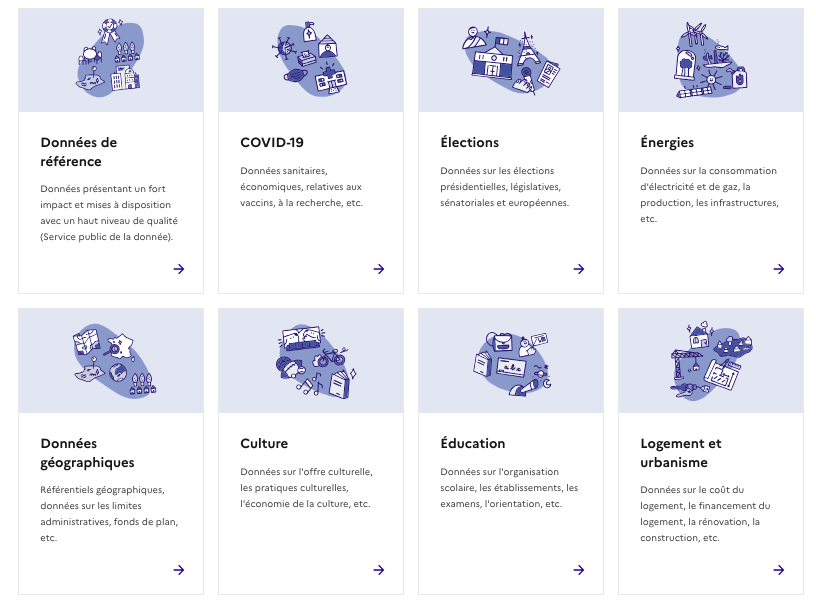 Données de
référence
Données présentant un fort
impact et mises à disposition
avec un haut niveau de qualité
(Service public de la donnée).
COVID-19
Données sanitaires,
économiques, relatives aux
vaccins, à la recherche, etc.
Élections
Données sur les élections
présidentielles, législatives,
sénatoriales et européennes.
Énergies
Données sur la consommation
d'électricité et de gaz, la
production, les infrastructures,
etc.
Données
géographiques
Référentiels géographiques,
données sur les limites
administratives, fonds de plan,
etc.
Culture
Données sur l'offre culturelle,
les pratiques culturelles,
l'économie de la culture, etc.
abc
Éducation
Données sur l'organisation
scolaire, les établissements, les
examens, l'orientation, etc.
Logement et
urbanisme
Données sur le coût du
logement, le financement du
logement, la rénovation, la
construction, etc.